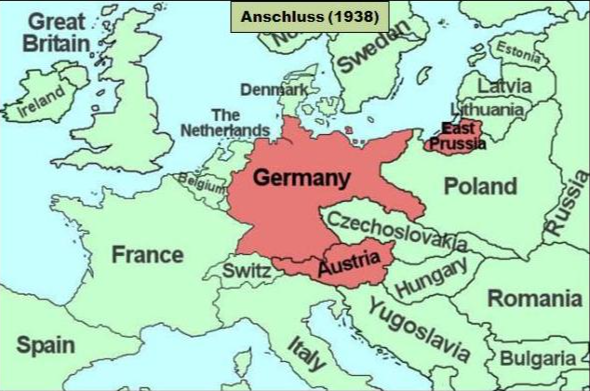 Anschluss (1938)
Great
Britain
Ireland
No
Sweden
Estonia
Latvia
Lithuania
Denmark
The
Netherlands
East
Prussia
Belgium
Germany
Poland
Russia
Czechoslovakia
France
Switz
Austria
Hungary
Romania
Yugoslavia
Spain
Italy
Bulgaria